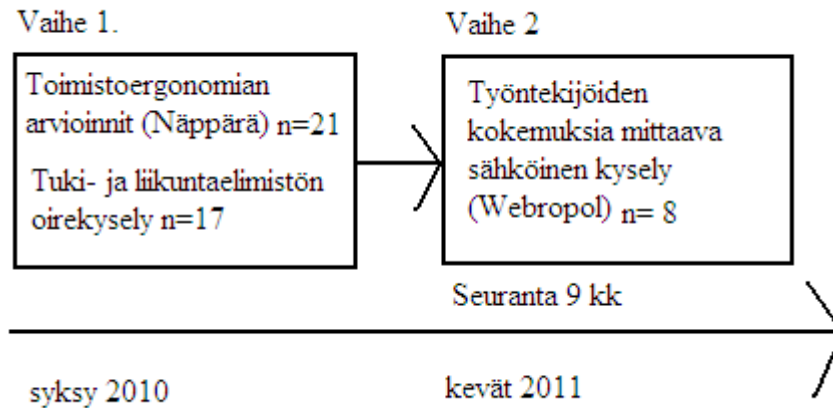 Vaihe 1.
Toimistoergonomian
arvioinnit (Näppärä) n=21
Tuki- ja liikuntaelimistön
oirekysely n=17
Vaihe 2
Työntekijöiden
kokemuksia mittaava
sähköinen kysely
(Webropol) n= 8
Seuranta 9 kk
syksy 2010
kevät 2011